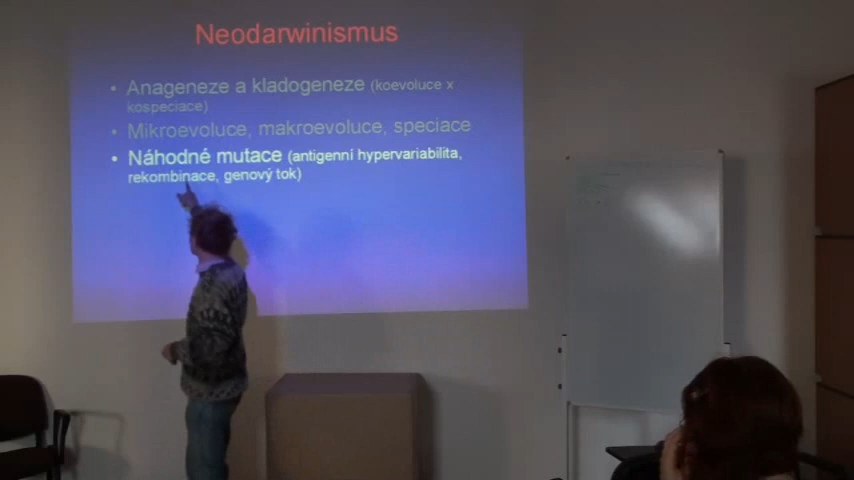 Neodarwinismus
• Anageneze a kladogeneze (koevoluce x
kospeciace)
• Mikroevoluce, makroevoluce, speciace
• Náhodné mutace (antigenní hypervariabilita,
rekombinace, genový tok)